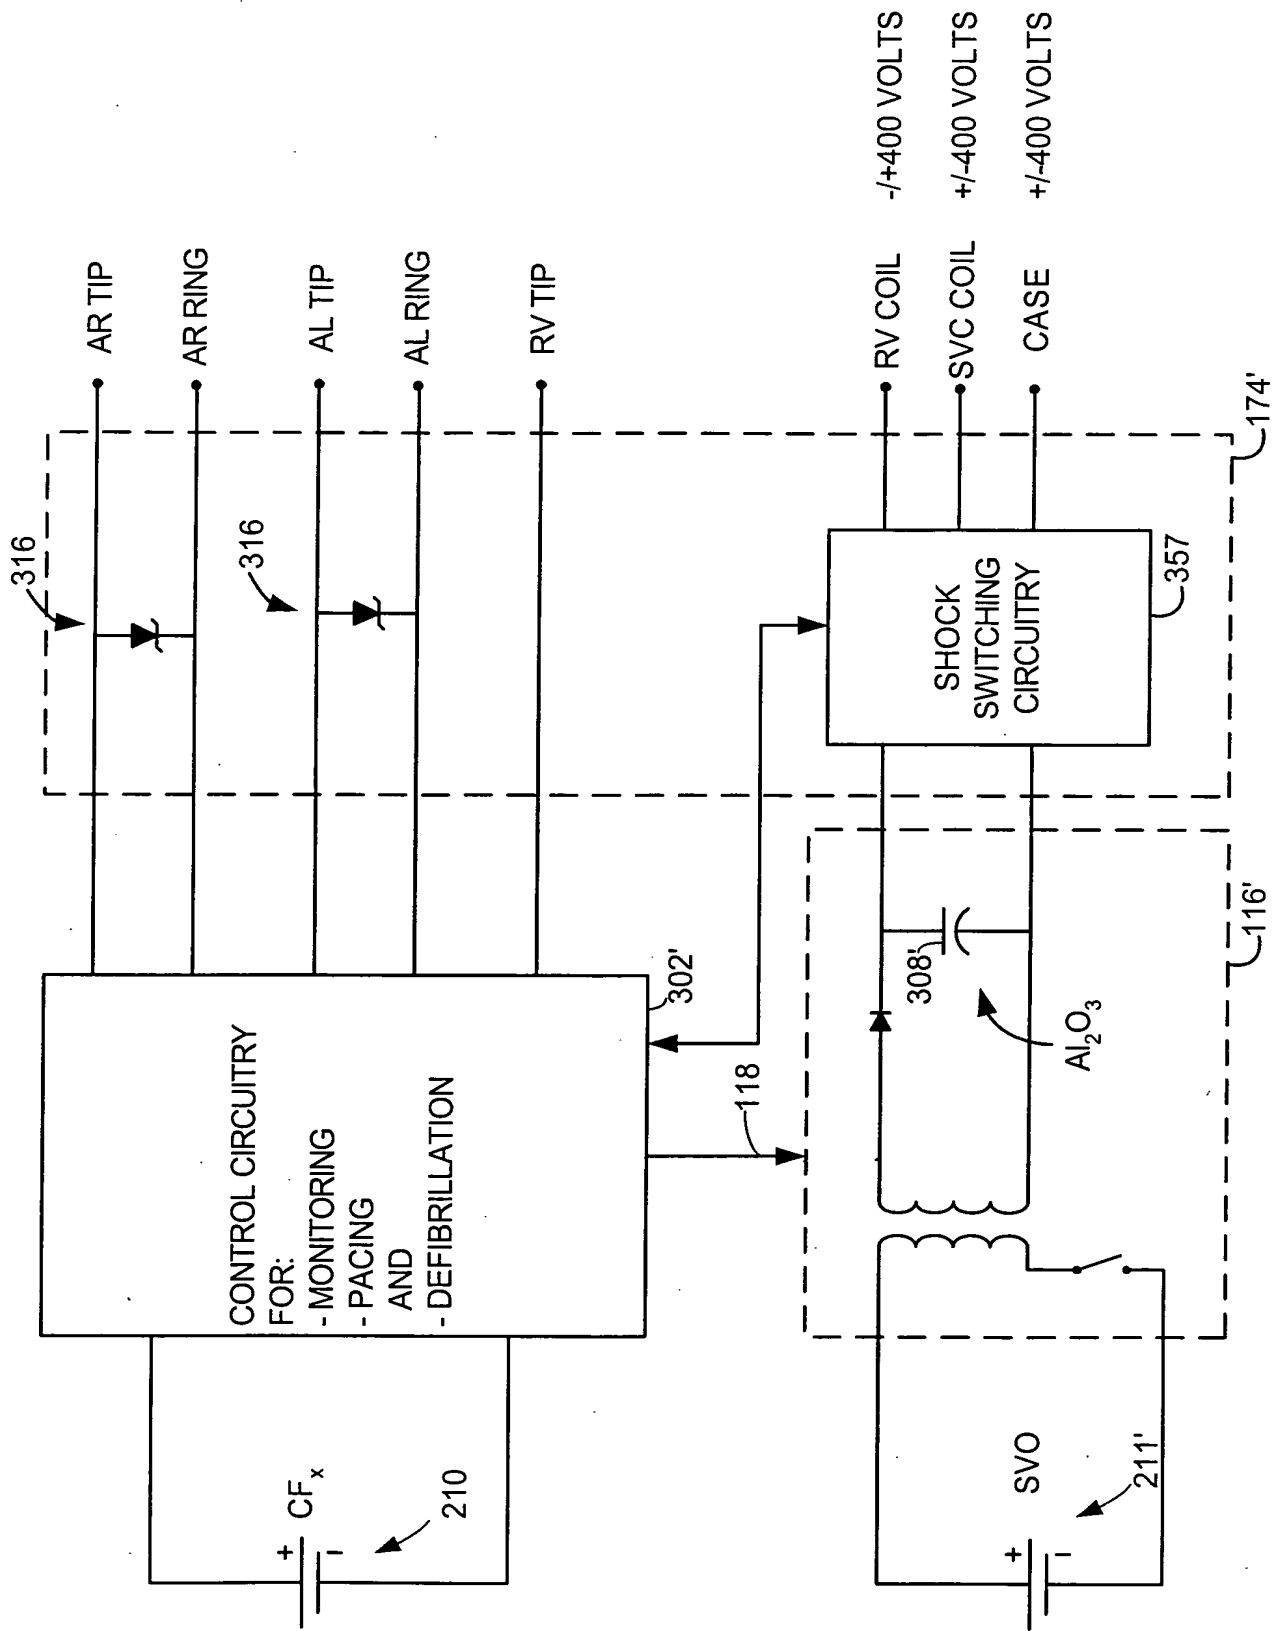 AR TIP
AR RING
AL TIP
AL RING
RV TIP
316
316
RV COIL -/+400 VOLTS
SVC COIL +/-400 VOLTS
CASE +/-400 VOLTS
174'
SHOCK
SWITCHING
CIRCUITRY
357
302'
CONTROL CIRCUITRY
FOR:
- MONITORING
- PACING
AND
- DEFIBRILLATION
118
308'
Al₂O₃
116'
+
CFₓ
-
210
SVO
+
-
211'